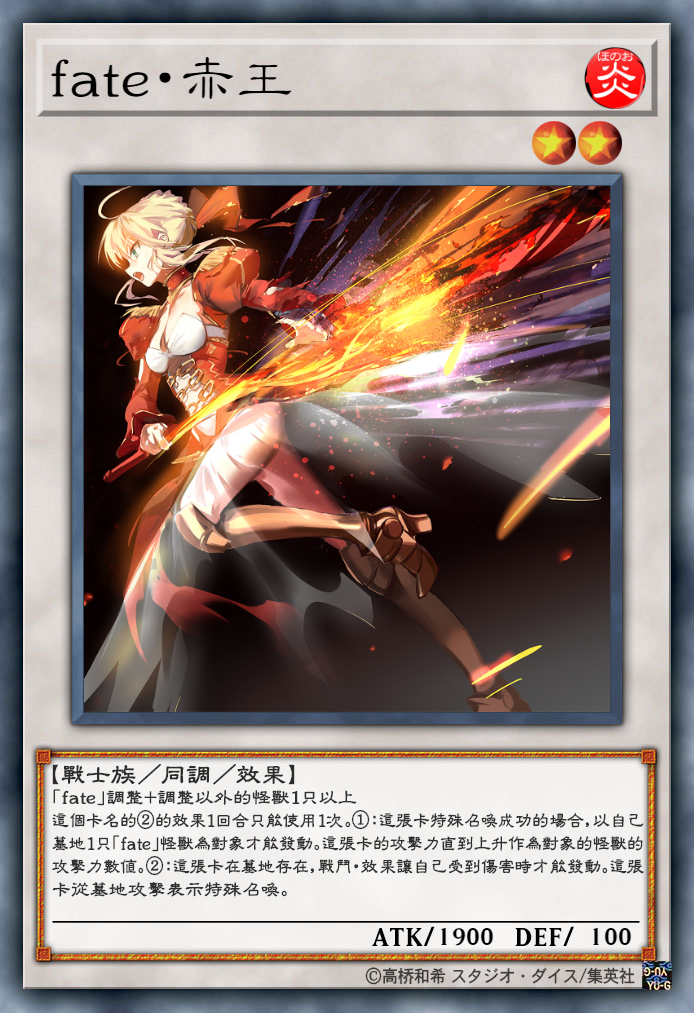 fate·赤王
ほのお
炎
【戰士族／同調／效果】
「fate」調整+調整以外的怪獸1只以上
這個卡名的②的效果1回合只能使用1次。①：這張卡特殊召喚成功的場合，以自己
墓地1只「fate」怪獸為對象才能發動。這張卡的攻擊力直到上升作為對象的怪獸的
攻擊力數值。②：這張卡在墓地存在，戰鬥·效果讓自己受到傷害時才能發動。這張
卡從墓地攻擊表示特殊召喚。
ATK/1900 DEF/ 100
©高桥和希 スタジオ・ダイス/集英社
YU-G
YU-G